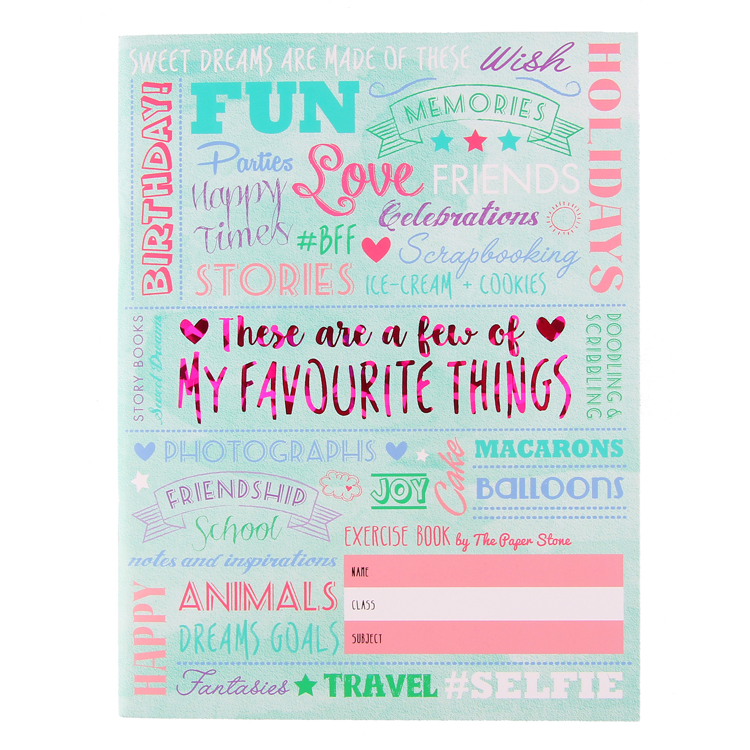 SWEET DREAMS ARE MADE OF THESE
Wish
HOLIDAYS
BIRTHDAY!
FUN
MEMORIES
Parties
Happy
Times
Love
FRIENDS
Celebrations
#BFF
Scrapbooking
STORIES
ICE-CREAM + COOKIES
STORY BOOKS
Sweet Dreams
These are a few of
MY FAVOURITE THINGS
DOODLING &
SCRIBBLING
PHOTOGRAPHS
Cake
MACARONS
FRIENDSHIP
JOY
BALLOONS
School
EXERCISE BOOK by The Paper Stone
notes and inspirations
NAME
CLASS
SUBJECT
HAPPY
ANIMALS
DREAMS GOALS
Fantasies
TRAVEL
#SELFIE